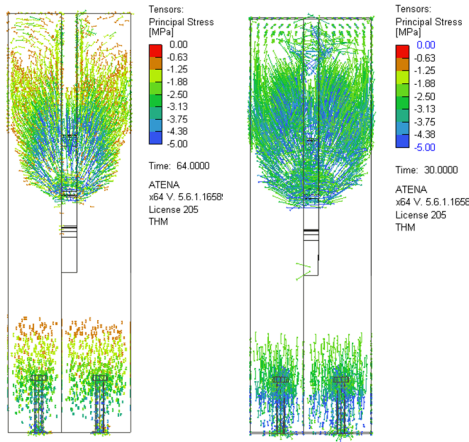 Tensors:
Principal Stress
[MPa]
0.00
-0.63
-1.25
-1.88
-2.50
-3.13
-3.75
-4.38
-5.00
Time: 64.0000
ATENA
x64 V. 5.6.1.1658
License 205
THM
Tensors:
Principal Stress
[MPa]
0.00
-0.63
-1.25
-1.88
-2.50
-3.13
-3.75
-4.38
-5.00
Time: 30.0000
ATENA
x64 V. 5.6.1.1658
License 205
THM